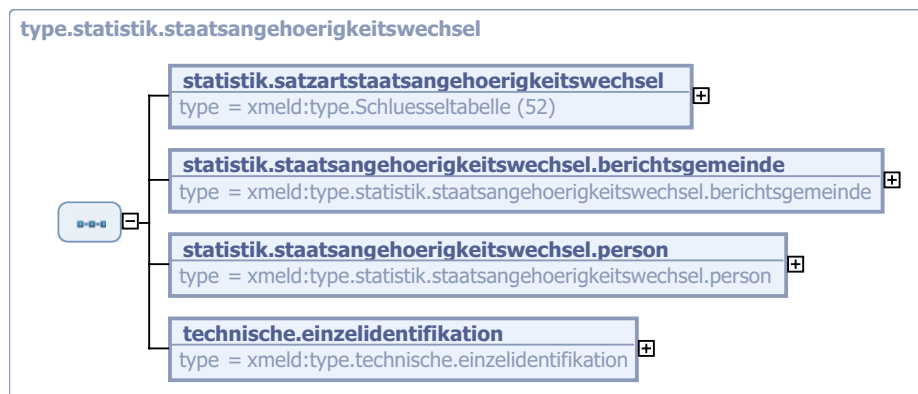 type.statistik.staatsangehoerigkeitswechsel
statistik.satzartstaatsangehoerigkeitswechsel
type = xmeld:type.Schluesseltabelle (52)
statistik.staatsangehoerigkeitswechsel.berichtsgemeinde
type = xmeld:type.statistik.staatsangehoerigkeitswechsel.berichtsgemeinde
statistik.staatsangehoerigkeitswechsel.person
type = xmeld:type.statistik.staatsangehoerigkeitswechsel.person
technische.einzelidentifikation
type = xmeld:type.technische.einzelidentifikation